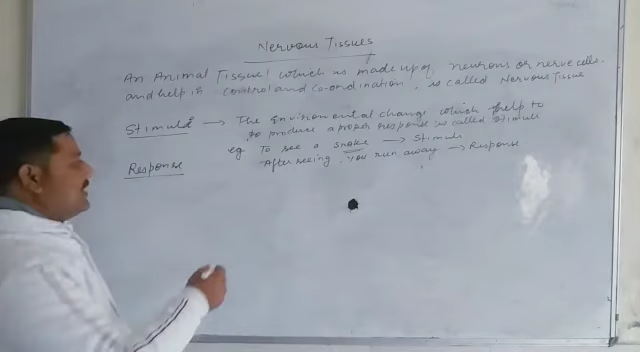 Nervous Tissues
An Animal Tissue! which is made up of neurons or nerve cells.
and help in control and co-ordination, is called Nervous Tissue
Stimuli → The Environmental change which help to
to produce a proper response is called Stimuli
eg To see a snake → Stimuli
Response After seeing, You run away → Response